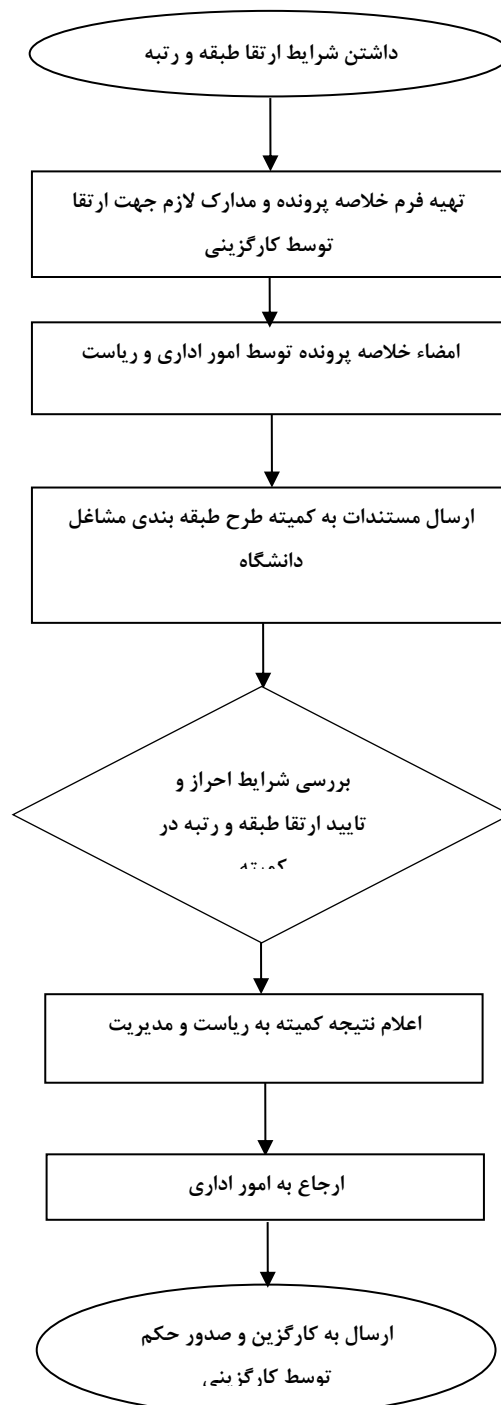 داشتن شرایط ارتقا طبقه و رتبه
تهیه فرم خلاصه پرونده و مدارک لازم جهت ارتقا
توسط کارگزینی
امضاء خلاصه پرونده توسط امور اداری و ریاست
ارسال مستندات به کمیته طرح طبقه بندی مشاغل
دانشگاه
بررسی شرایط احراز و
تایید ارتقا طبقه و رتبه در
کمیته
اعلام نتیجه کمیته به ریاست و مدیریت
ارجاع به امور اداری
ارسال به کارگزین و صدور حکم
توسط کارگزینی